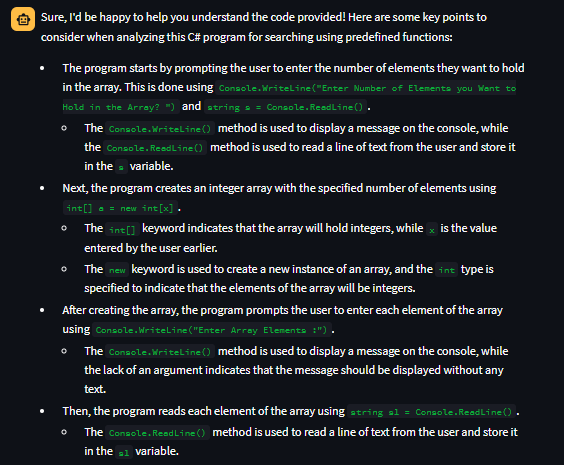 Sure, I'd be happy to help you understand the code provided! Here are some key points to
consider when analyzing this C# program for searching using predefined functions:
• The program starts by prompting the user to enter the number of elements they want to hold
in the array. This is done using Console.WriteLine("Enter Number of Elements you Want to
Hold in the Array? ") and string s = Console.ReadLine() .
○ The Console.WriteLine() method is used to display a message on the console, while
the Console.ReadLine() method is used to read a line of text from the user and store it
in the s variable.
• Next, the program creates an integer array with the specified number of elements using
int[] a = new int[x] .
○ The int[] keyword indicates that the array will hold integers, while x is the value
entered by the user earlier.
○ The new keyword is used to create a new instance of an array, and the int type is
specified to indicate that the elements of the array will be integers.
• After creating the array, the program prompts the user to enter each element of the array
using Console.WriteLine("Enter Array Elements :") .
○ The Console.WriteLine() method is used to display a message on the console, while
the lack of an argument indicates that the message should be displayed without any
text.
• Then, the program reads each element of the array using string s1 = Console.ReadLine() .
○ The Console.ReadLine() method is used to read a line of text from the user and store it
in the s1 variable.